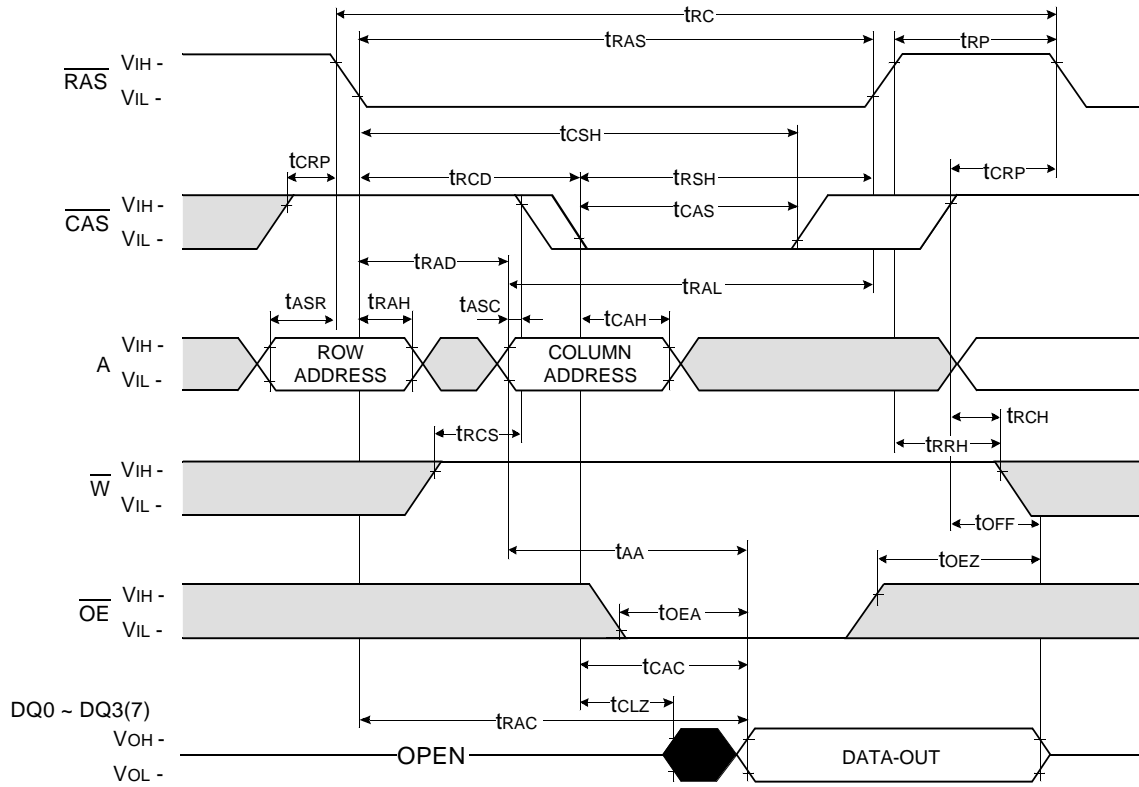 tRC
tRAS
tRP
RAS
VIH -
VIL -
tCSH
tCRP
tRCD
tRSH
tCRP
CAS
VIH -
VIL -
tCAS
tRAD
tRAL
tASR
tRAH
tASC
tCAH
A
VIH -
VIL -
ROW
ADDRESS
COLUMN
ADDRESS
tRCH
tRCS
tRRH
W
VIH -
VIL -
tOFF
tAA
tOEZ
OE
VIH -
VIL -
tOEA
tCAC
tCLZ
DQ0 ~ DQ3(7)
tRAC
VOH -
VOL -
OPEN
DATA-OUT